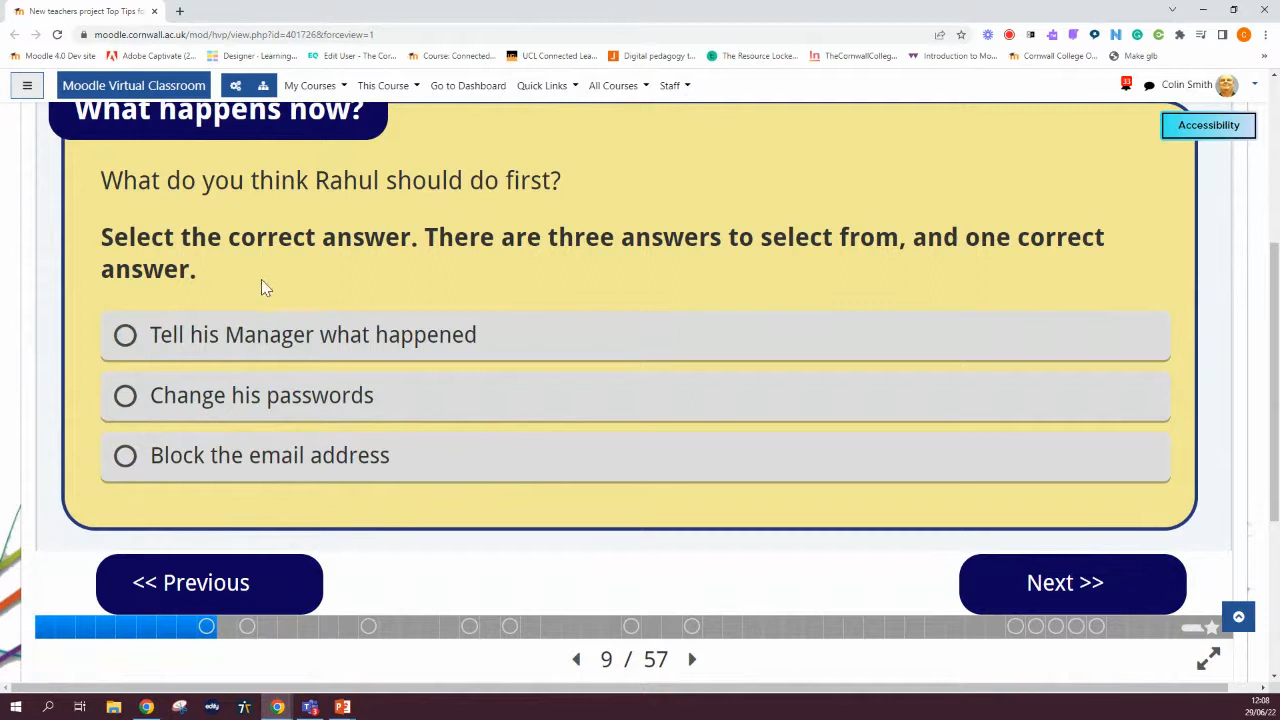 New teachers project Top Tips fo
moodle.cornwall.ac.uk/mod/hvp/view.php?id=401726&forceview=1
Moodle 4.0 Dev site
Adobe Captivate (2...
Designer - Learning...
EQ Edit User - The Cor...
Course: Connected...
UCL Connected Lea...
Digital pedagogy t...
The Resource Locke...
TheCornwallColleg...
Introduction to Mo...
Cornwall College O...
Make glb
Moodle Virtual Classroom
My Courses
This Course
Go to Dashboard
Quick Links
All Courses
Staff
33
Colin Smith
What happens now?
Accessibility
What do you think Rahul should do first?
Select the correct answer. There are three answers to select from, and one correct
answer.
Tell his Manager what happened
Change his passwords
Block the email address
<< Previous
Next >>
9 / 57
12:08
29/06/22